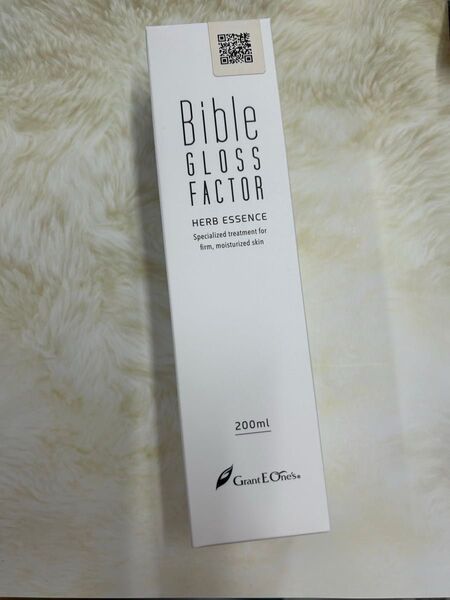 Bible
GLOSS
FACTOR
HERB ESSENCE
Specialized treatment for
firm, moisturized skin
200ml
Grant E One's®